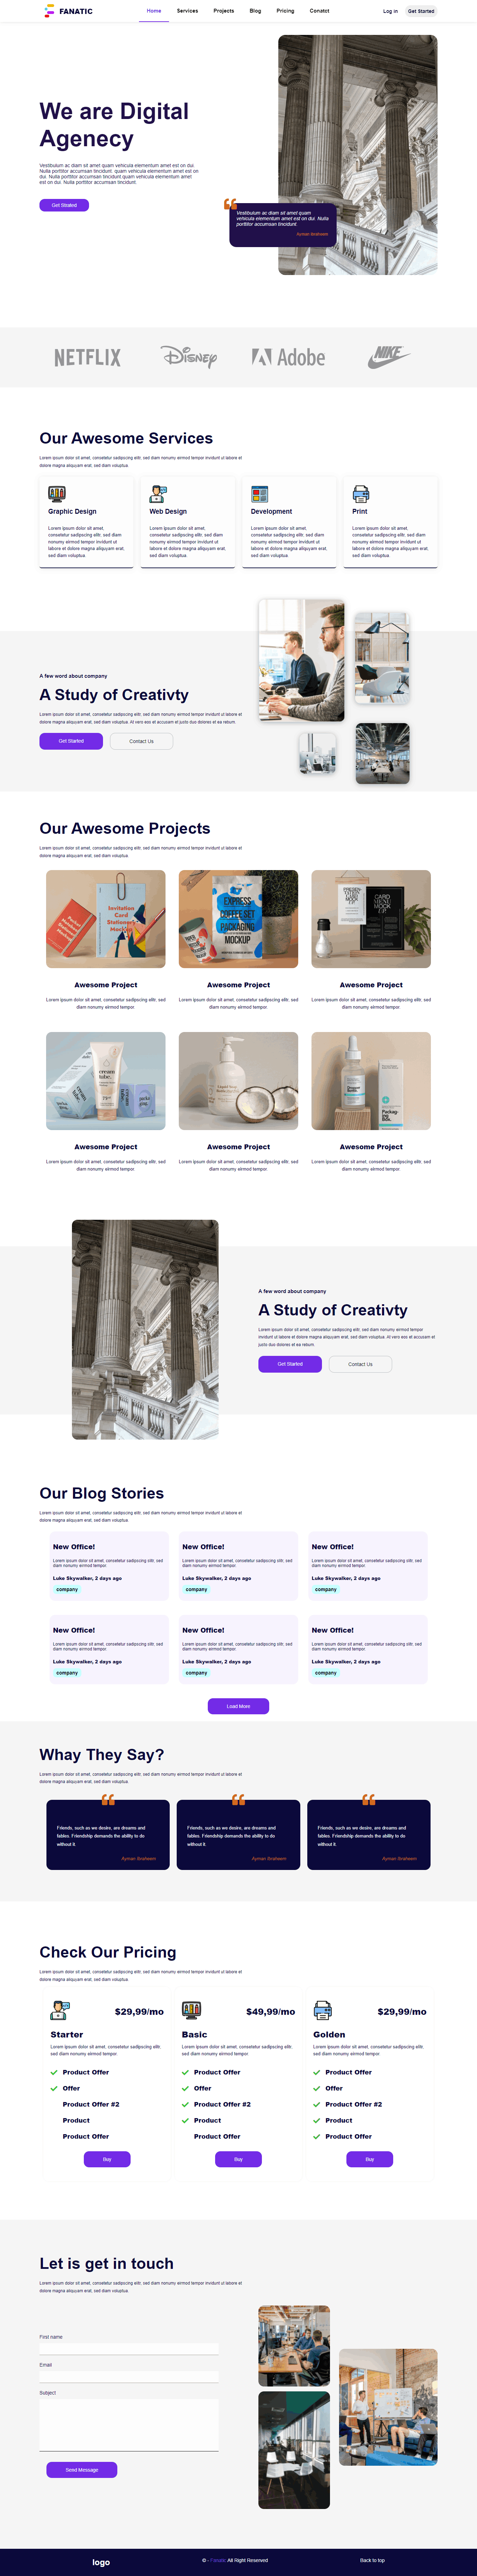 FANATIC
Home Services Projects Blog Pricing Conatct
Log in Get Started
We are Digital
Agenecy
Vestibulum ac diam sit amet quam vehicula elementum amet est on dui.
Nulla porttitor accumsan tincidunt. quam vehicula elementum amet est on
dui. Nulla porttitor accumsan tincidunt.quam vehicula elementum amet
est on dui. Nulla porttitor accumsan tincidunt.
Get Strated
Vestibulum ac diam sit amet quam
vehicula elementum amet est on dui. Nulla
porttitor accumsan tincidunt.
Ayman Ibraheem
NETFLIX Disney Adobe NIKE
Our Awesome Services
Lorem ipsum dolor sit amet, consetetur sadipscing elitr, sed diam nonumy eirmod tempor invidunt ut labore et
dolore magna aliquyam erat, sed diam voluptua.
Graphic Design
Lorem ipsum dolor sit amet,
consetetur sadipscing elitr, sed diam
nonumy eirmod tempor invidunt ut
labore et dolore magna aliquyam erat,
sed diam voluptua.
Web Design
Lorem ipsum dolor sit amet,
consetetur sadipscing elitr, sed diam
nonumy eirmod tempor invidunt ut
labore et dolore magna aliquyam erat,
sed diam voluptua.
Development
Lorem ipsum dolor sit amet,
consetetur sadipscing elitr, sed diam
nonumy eirmod tempor invidunt ut
labore et dolore magna aliquyam erat,
sed diam voluptua.
Print
Lorem ipsum dolor sit amet,
consetetur sadipscing elitr, sed diam
nonumy eirmod tempor invidunt ut
labore et dolore magna aliquyam erat,
sed diam voluptua.
A few word about company
A Study of Creativty
Lorem ipsum dolor sit amet, consetetur sadipscing elitr, sed diam nonumy eirmod tempor invidunt ut labore et
dolore magna aliquyam erat, sed diam voluptua. At vero eos et accusam et justo duo dolores et ea rebum.
Get Started Contact Us
Our Awesome Projects
Lorem ipsum dolor sit amet, consetetur sadipscing elitr, sed diam nonumy eirmod tempor invidunt ut labore et
dolore magna aliquyam erat, sed diam voluptua.
Invitation
Card
Stationery
Mockup
EXPRESS
COFFEE SET
PACKAGING
MOCKUP
CARD
MENU
MOCK
UP
Awesome Project
Lorem ipsum dolor sit amet, consetetur sadipscing elitr, sed
diam nonumy eirmod tempor.
Awesome Project
Lorem ipsum dolor sit amet, consetetur sadipscing elitr, sed
diam nonumy eirmod tempor.
Awesome Project
Lorem ipsum dolor sit amet, consetetur sadipscing elitr, sed
diam nonumy eirmod tempor.
cream
tube.
Awesome Project
Lorem ipsum dolor sit amet, consetetur sadipscing elitr, sed
diam nonumy eirmod tempor.
Awesome Project
Lorem ipsum dolor sit amet, consetetur sadipscing elitr, sed
diam nonumy eirmod tempor.
Awesome Project
Lorem ipsum dolor sit amet, consetetur sadipscing elitr, sed
diam nonumy eirmod tempor.
A few word about company
A Study of Creativty
Lorem ipsum dolor sit amet, consetetur sadipscing elitr, sed diam nonumy eirmod tempor
invidunt ut labore et dolore magna aliquyam erat, sed diam voluptua. At vero eos et accusam et
justo duo dolores et ea rebum.
Get Started Contact Us
Our Blog Stories
Lorem ipsum dolor sit amet, consetetur sadipscing elitr, sed diam nonumy eirmod tempor invidunt ut labore et
dolore magna aliquyam erat, sed diam voluptua.
New Office!
Lorem ipsum dolor sit amet, consetetur sadipscing elitr, sed
diam nonumy eirmod tempor.
Luke Skywalker, 2 days ago
company
New Office!
Lorem ipsum dolor sit amet, consetetur sadipscing elitr, sed
diam nonumy eirmod tempor.
Luke Skywalker, 2 days ago
company
New Office!
Lorem ipsum dolor sit amet, consetetur sadipscing elitr, sed
diam nonumy eirmod tempor.
Luke Skywalker, 2 days ago
company
New Office!
Lorem ipsum dolor sit amet, consetetur sadipscing elitr, sed
diam nonumy eirmod tempor.
Luke Skywalker, 2 days ago
company
New Office!
Lorem ipsum dolor sit amet, consetetur sadipscing elitr, sed
diam nonumy eirmod tempor.
Luke Skywalker, 2 days ago
company
New Office!
Lorem ipsum dolor sit amet, consetetur sadipscing elitr, sed
diam nonumy eirmod tempor.
Luke Skywalker, 2 days ago
company
Load More
Whay They Say?
Lorem ipsum dolor sit amet, consetetur sadipscing elitr, sed diam nonumy eirmod tempor invidunt ut labore et
dolore magna aliquyam erat, sed diam voluptua.
Friends, such as we desire, are dreams and
fables. Friendship demands the ability to do
without it.
Ayman Ibraheem
Friends, such as we desire, are dreams and
fables. Friendship demands the ability to do
without it.
Ayman Ibraheem
Friends, such as we desire, are dreams and
fables. Friendship demands the ability to do
without it.
Ayman Ibraheem
Check Our Pricing
Lorem ipsum dolor sit amet, consetetur sadipscing elitr, sed diam nonumy eirmod tempor invidunt ut labore et
dolore magna aliquyam erat, sed diam voluptua.
$29,99/mo
Starter
Lorem ipsum dolor sit amet, consetetur sadipscing elitr,
sed diam nonumy eirmod tempor.
Product Offer
Offer
Product Offer #2
Product
Product Offer
Buy
$49,99/mo
Basic
Lorem ipsum dolor sit amet, consetetur sadipscing elitr,
sed diam nonumy eirmod tempor.
Product Offer
Offer
Product Offer #2
Product
Product Offer
Buy
$29,99/mo
Golden
Lorem ipsum dolor sit amet, consetetur sadipscing elitr,
sed diam nonumy eirmod tempor.
Product Offer
Offer
Product Offer #2
Product
Product Offer
Buy
Let is get in touch
Lorem ipsum dolor sit amet, consetetur sadipscing elitr, sed diam nonumy eirmod tempor invidunt ut labore et
dolore magna aliquyam erat, sed diam voluptua.
First name
Email
Subject
Send Message
logo
© - Fanatic All Right Reserved
Back to top